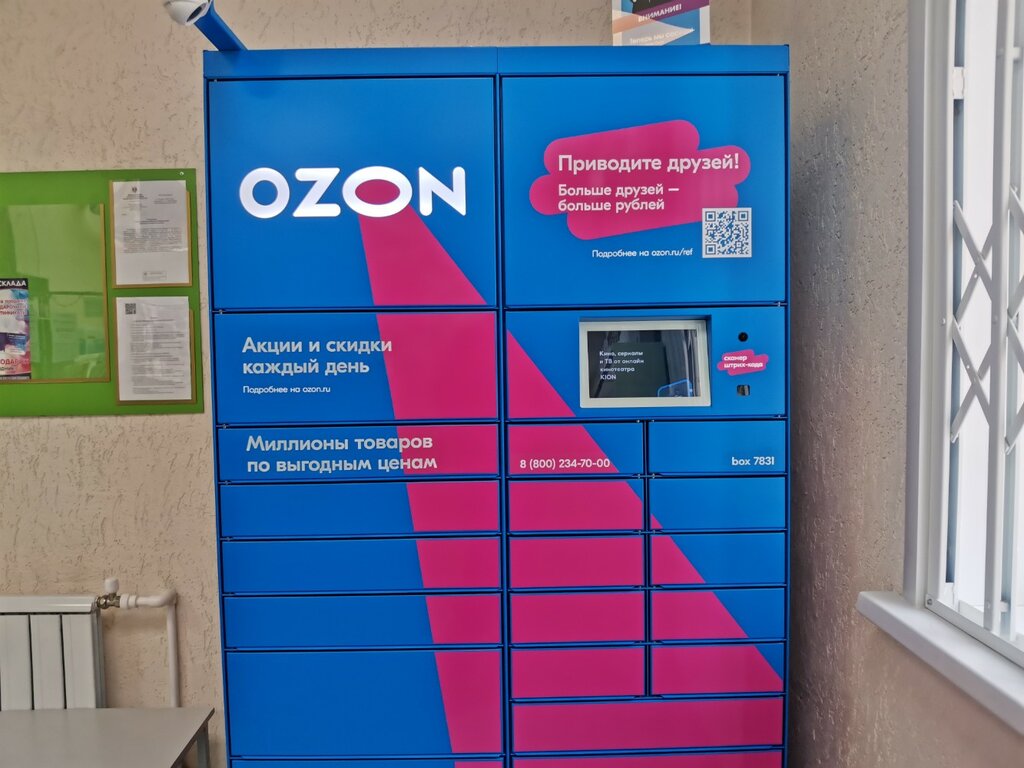 ВНИМАНИЕ!
OZON
Приводите друзей!
Больше друзей —
больше рублей
Подробнее на ozon.ru/ref
Акции и скидки
каждый день
Подробнее на ozon.ru
Кино, сериалы
и ТВ от онлайн
кинотеатра
KION
сканер
штрих-кода
Миллионы товаров
по выгодным ценам
8 (800) 234-70-00
box 7831